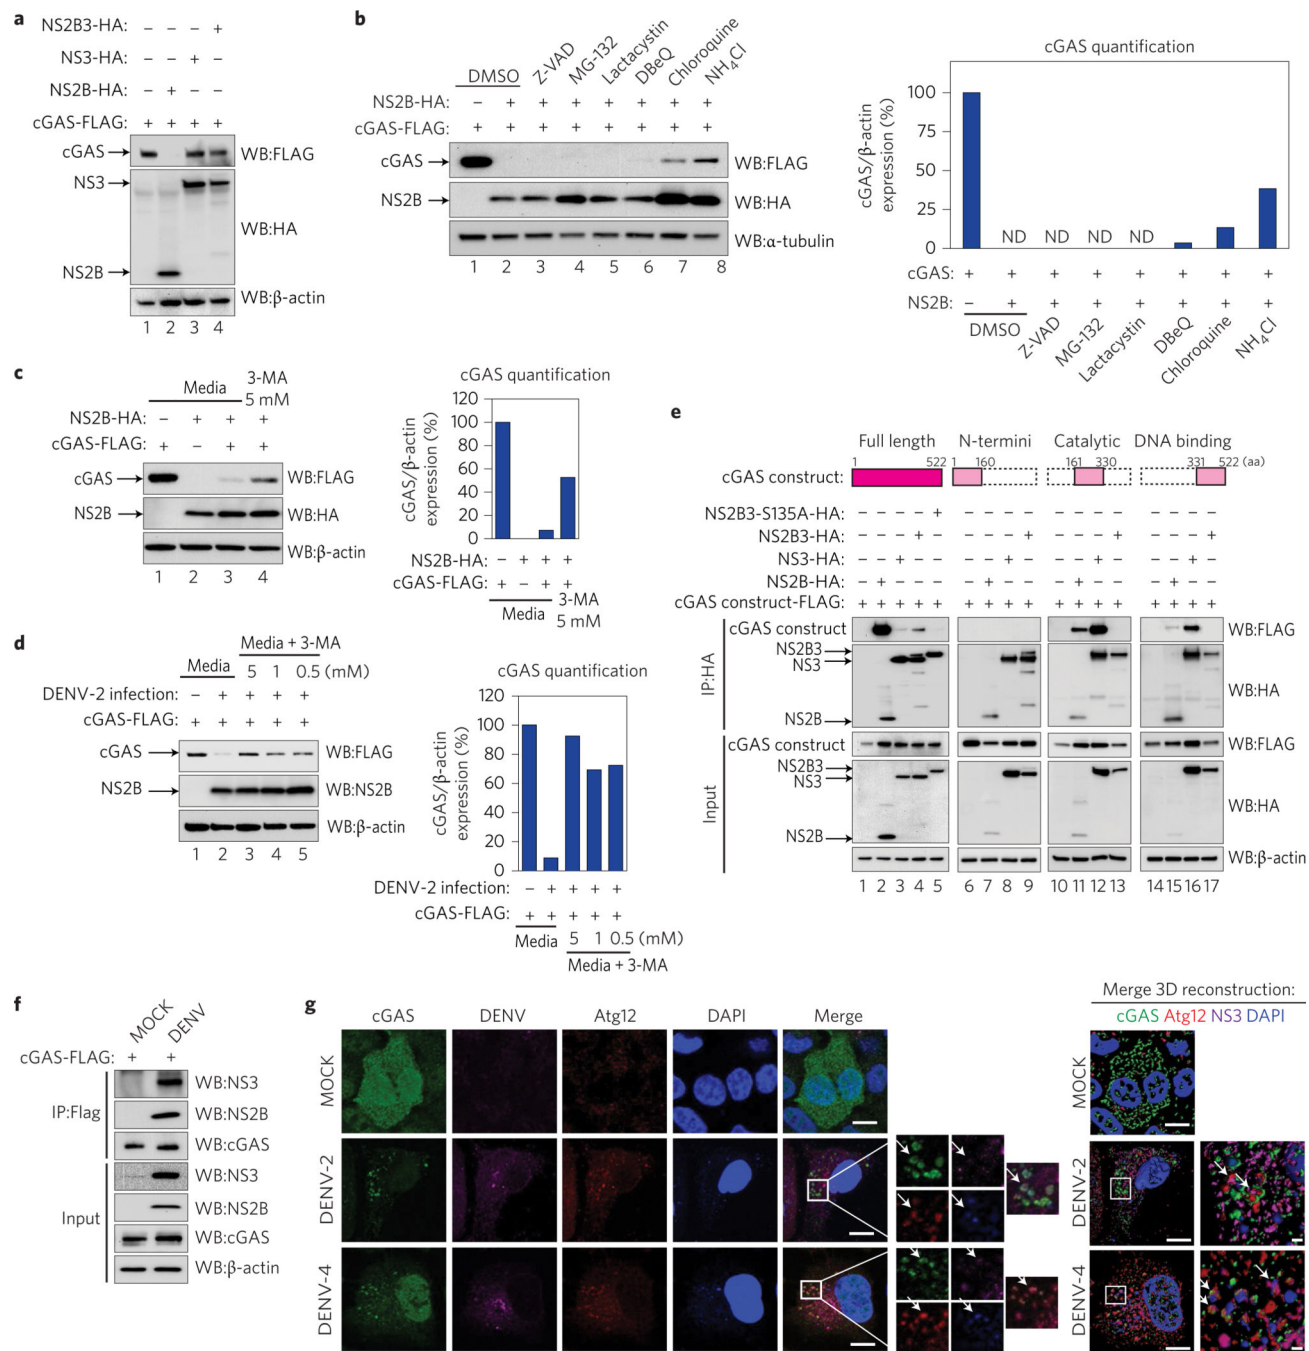 a
NS2B3-HA: – – – +
NS3-HA: – – + –
NS2B-HA: – + – –
cGAS-FLAG: + + + +
cGAS WB:FLAG
NS3
WB:HA
NS2B
WB:β-actin
1 2 3 4
b
DMSO Z-VAD MG-132 Lactacystin DBeQ Chloroquine NH4Cl
NS2B-HA: – + + + + + + +
cGAS-FLAG: + + + + + + + +
cGAS WB:FLAG
NS2B WB:HA
WB:α-tubulin
1 2 3 4 5 6 7 8
cGAS quantification
cGAS/β-actin
expression (%)
100
75
50
25
0
ND ND ND ND
cGAS: + + + + + + + +
NS2B: – + + + + + + +
DMSO Z-VAD MG-132 Lactacystin DBeQ Chloroquine NH4Cl
c
Media 3-MA
5 mM
NS2B-HA: – + + +
cGAS-FLAG: + – + +
cGAS WB:FLAG
NS2B WB:HA
WB:β-actin
1 2 3 4
cGAS quantification
cGAS/β-actin
expression (%)
120
100
80
60
40
20
0
NS2B-HA: – + + +
cGAS-FLAG: + – + +
Media 3-MA
5 mM
d
Media + 3-MA
Media 5 1 0.5 (mM)
DENV-2 infection: – + + + +
cGAS-FLAG: + + + + +
cGAS WB:FLAG
NS2B WB:NS2B
WB:β-actin
1 2 3 4 5
cGAS quantification
cGAS/β-actin
expression (%)
120
100
80
60
40
20
0
DENV-2 infection: – + + + +
cGAS-FLAG: + + + + +
Media 5 1 0.5 (mM)
Media + 3-MA
e
Full length N-termini Catalytic DNA binding
1 522 1 160 161 330 331 522 (aa)
cGAS construct:
NS2B3-S135A-HA: – – – – + – – – – – – – – – – – –
NS2B3-HA: – – – + – – – – + – – – + – – – +
NS3-HA: – – + – – – – + – – – + – – – + –
NS2B-HA: – + – – – – + – – – + – – – + – –
cGAS construct-FLAG: + + + + + + + + + + + + + + + + +
IP:HA
cGAS construct WB:FLAG
NS2B3
NS3
WB:HA
NS2B
Input
cGAS construct WB:FLAG
NS2B3
NS3
WB:HA
NS2B
WB:β-actin
1 2 3 4 5 6 7 8 9 10 11 12 13 14 15 16 17
f
MOCK DENV
cGAS-FLAG: + +
IP:Flag
WB:NS3
WB:NS2B
WB:cGAS
Input
WB:NS3
WB:NS2B
WB:cGAS
WB:β-actin
g
cGAS DENV Atg12 DAPI Merge
MOCK
DENV-2
DENV-4
Merge 3D reconstruction:
cGAS Atg12 NS3 DAPI
MOCK
DENV-2
DENV-4